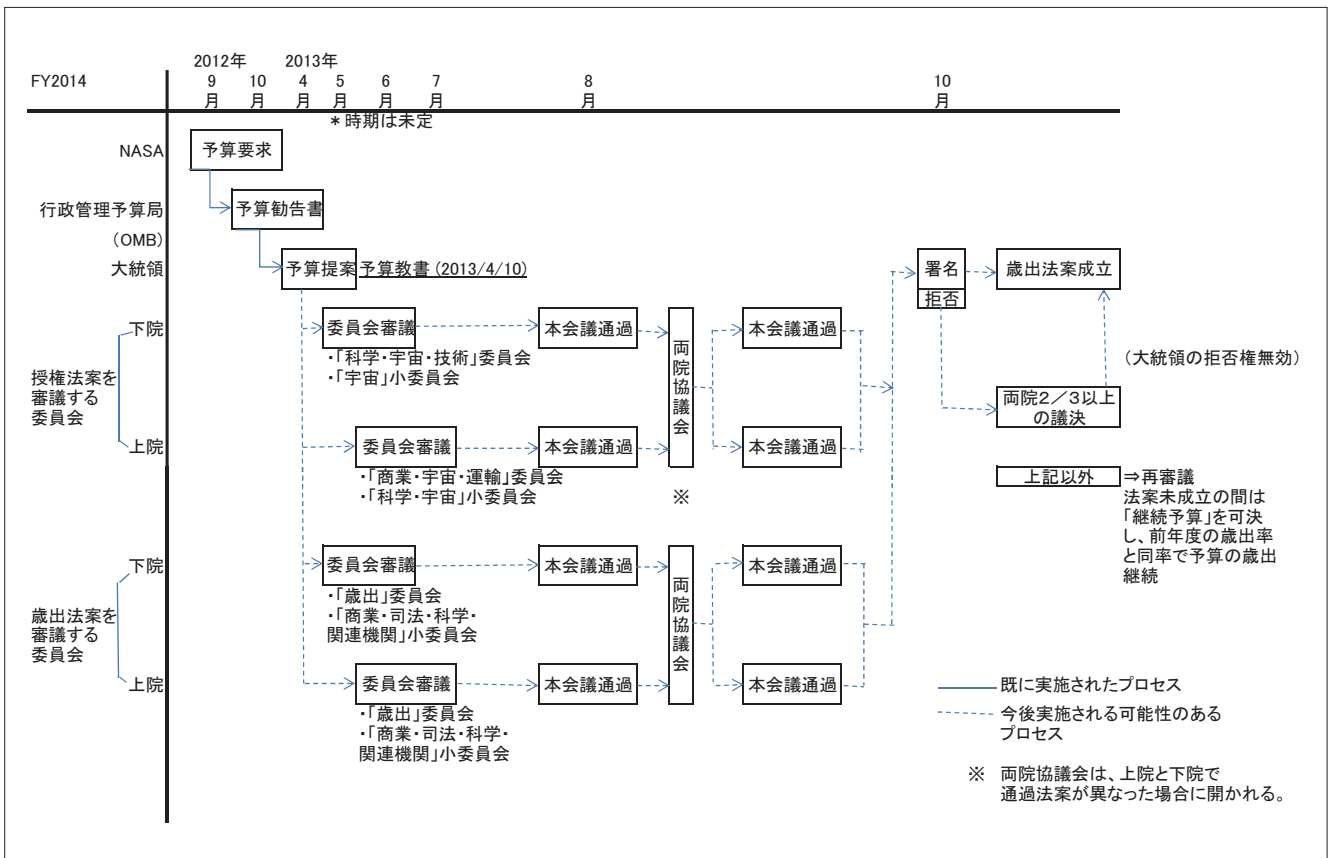 2012年 2013年
FY2014 9月 10月 4月 5月 6月 7月 8月 10月
*時期は未定
NASA 予算要求
行政管理予算局 予算勧告書
(OMB)
大統領 予算提案 予算教書 (2013/4/10) 署名 歳出法案成立
拒否
下院 委員会審議 本会議通過 両院協議会 本会議通過
・「科学・宇宙・技術」委員会
・「宇宙」小委員会
(大統領の拒否権無効)
授権法案を
審議する
委員会
両院2/3以上
の議決
上院 委員会審議 本会議通過 本会議通過
・「商業・宇宙・運輸」委員会
・「科学・宇宙」小委員会
※
上記以外 ⇒再審議
法案未成立の間は
「継続予算」を可決
し、前年度の歳出率
と同率で予算の歳出
継続
下院 委員会審議 本会議通過 両院協議会 本会議通過
・「歳出」委員会
・「商業・司法・科学・
関連機関」小委員会
歳出法案を
審議する
委員会
上院 委員会審議 本会議通過 本会議通過
・「歳出」委員会
・「商業・司法・科学・
関連機関」小委員会
既に実施されたプロセス
今後実施される可能性のある
プロセス
※ 両院協議会は、上院と下院で
通過法案が異なった場合に開かれる。